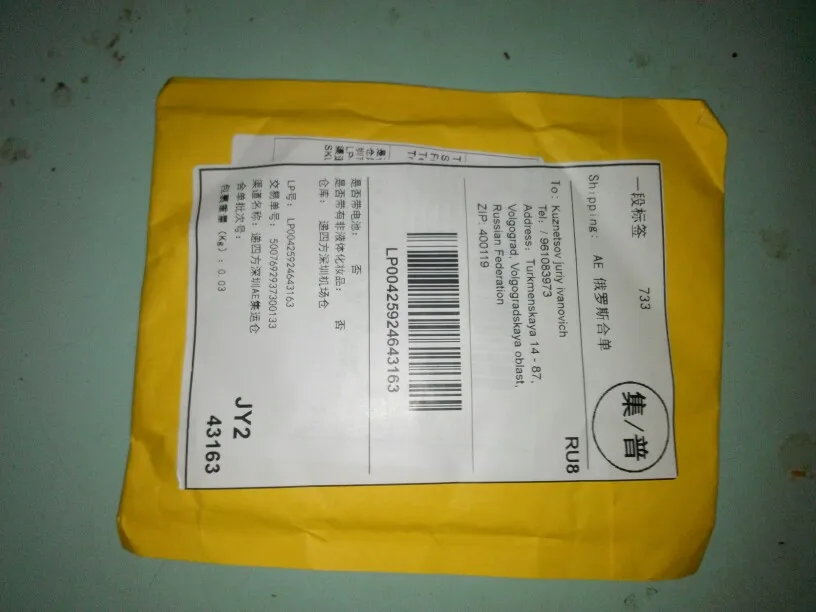 一段标签 733
Shipping: AE 俄罗斯合单
集/普
To: Kuznetsov juriy ivanovich
Tel: / 961083973
Address: Turkmenskaya 14 - 87,
Volgograd, Volgogradskaya oblast,
Russian Federation
ZIP: 400119
RU8
LP00425924643163
是否带电池: 否
是否带有非液体化妆品: 否
仓库: 递四方深圳机场仓
LP号: LP00425924643163
交易单号: 5007692937300133
渠道名称: 递四方深圳AE集运仓
合单批次号:
包裹重量 (Kg): 0.03
JY2
43163